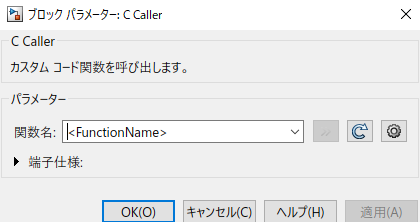 ブロック パラメーター: C Caller
C Caller
カスタム コード関数を呼び出します。
パラメーター
関数名: <FunctionName>
端子仕様:
OK(O) キャンセル(C) ヘルプ(H) 適用(A)